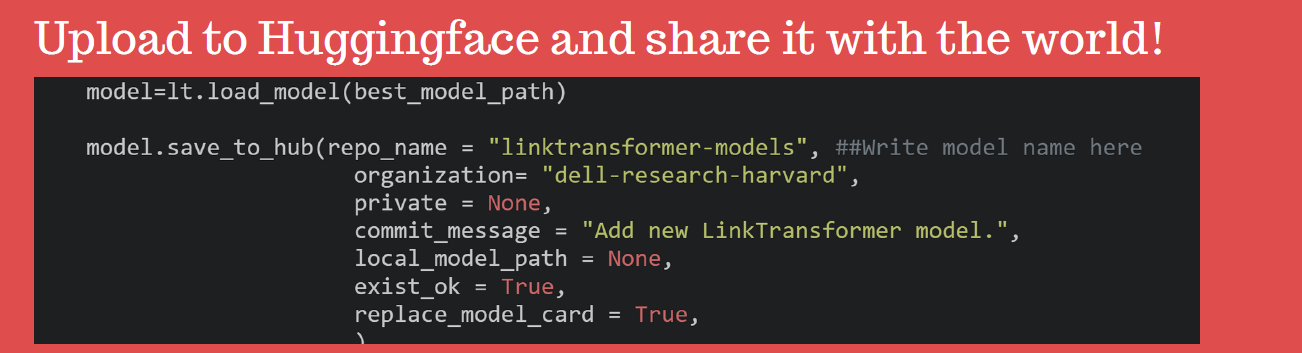 Upload to Huggingface and share it with the world!
model=lt.load_model(best_model_path)
model.save_to_hub(repo_name = "linktransformer-models", ##Write model name here
organization= "dell-research-harvard",
private = None,
commit_message = "Add new LinkTransformer model.",
local_model_path = None,
exist_ok = True,
replace_model_card = True,
)